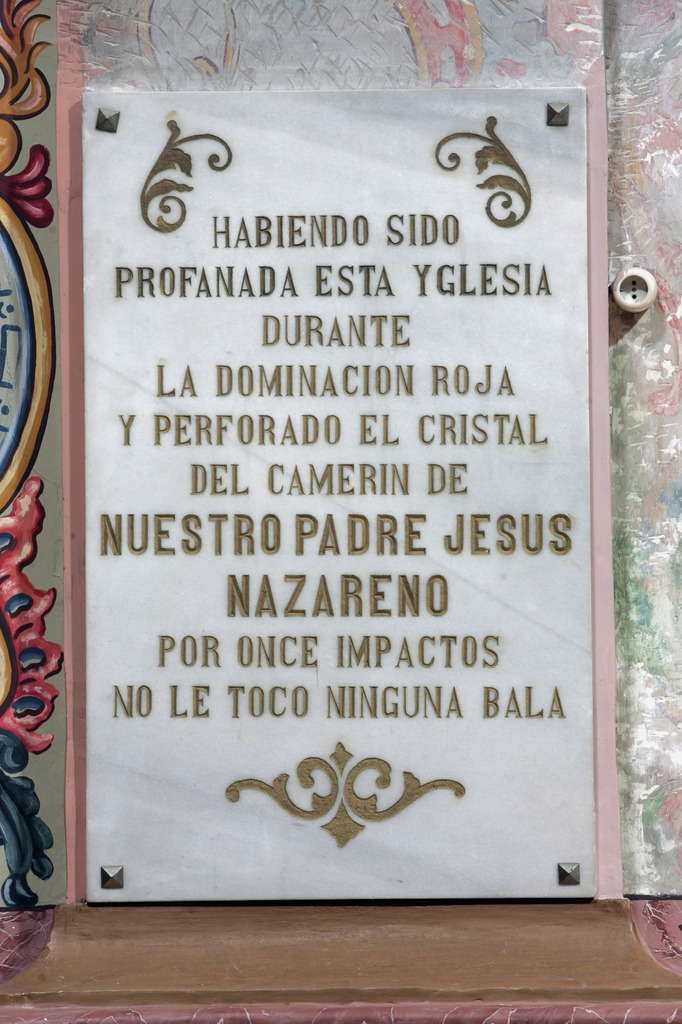 HABIENDO SIDO
PROFANADA ESTA YGLESIA
DURANTE
LA DOMINACION ROJA
Y PERFORADO EL CRISTAL
DEL CAMERIN DE
NUESTRO PADRE JESUS
NAZARENO
POR ONCE IMPACTOS
NO LE TOCO NINGUNA BALA